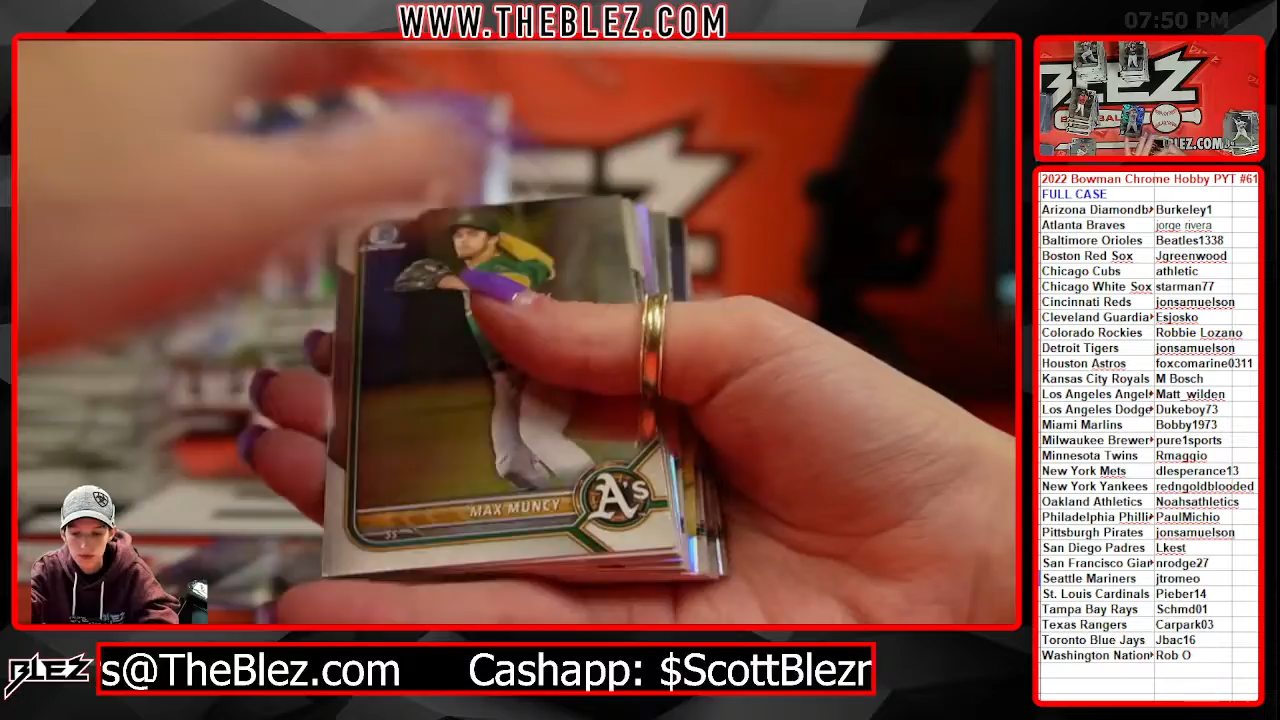 WWW.THEBLEZ.COM
07:50 PM
BLEZ
BLEZ.COM
2022 Bowman Chrome Hobby PYT #61
FULL CASE
Arizona Diamondb Burkeley1
Atlanta Braves jorge rivera
Baltimore Orioles Beatles1338
Boston Red Sox Jgreenwood
Chicago Cubs athletic
Chicago White Sox starman77
Cincinnati Reds jonsamuelson
Cleveland Guardia Esjosko
Colorado Rockies Robbie Lozano
Detroit Tigers jonsamuelson
Houston Astros foxcomarine0311
Kansas City Royals M Bosch
Los Angeles Angel Matt_wilden
Los Angeles Dodge Dukeboy73
Miami Marlins Bobby1973
Milwaukee Brewer pure1sports
Minnesota Twins Rmaggio
New York Mets dlesperance13
New York Yankees redngoldblooded
Oakland Athletics Noahsathletics
Philadelphia Philli PaulMichio
Pittsburgh Pirates jonsamuelson
San Diego Padres Lkest
San Francisco Gian nrodge27
Seattle Mariners jtromeo
St. Louis Cardinals Pieber14
Tampa Bay Rays Schmd01
Texas Rangers Carpark03
Toronto Blue Jays Jbac16
Washington Nation Rob O
MAX MUNCY
SS
A's
BLEZ
s@TheBlez.com Cashapp: $ScottBlezr